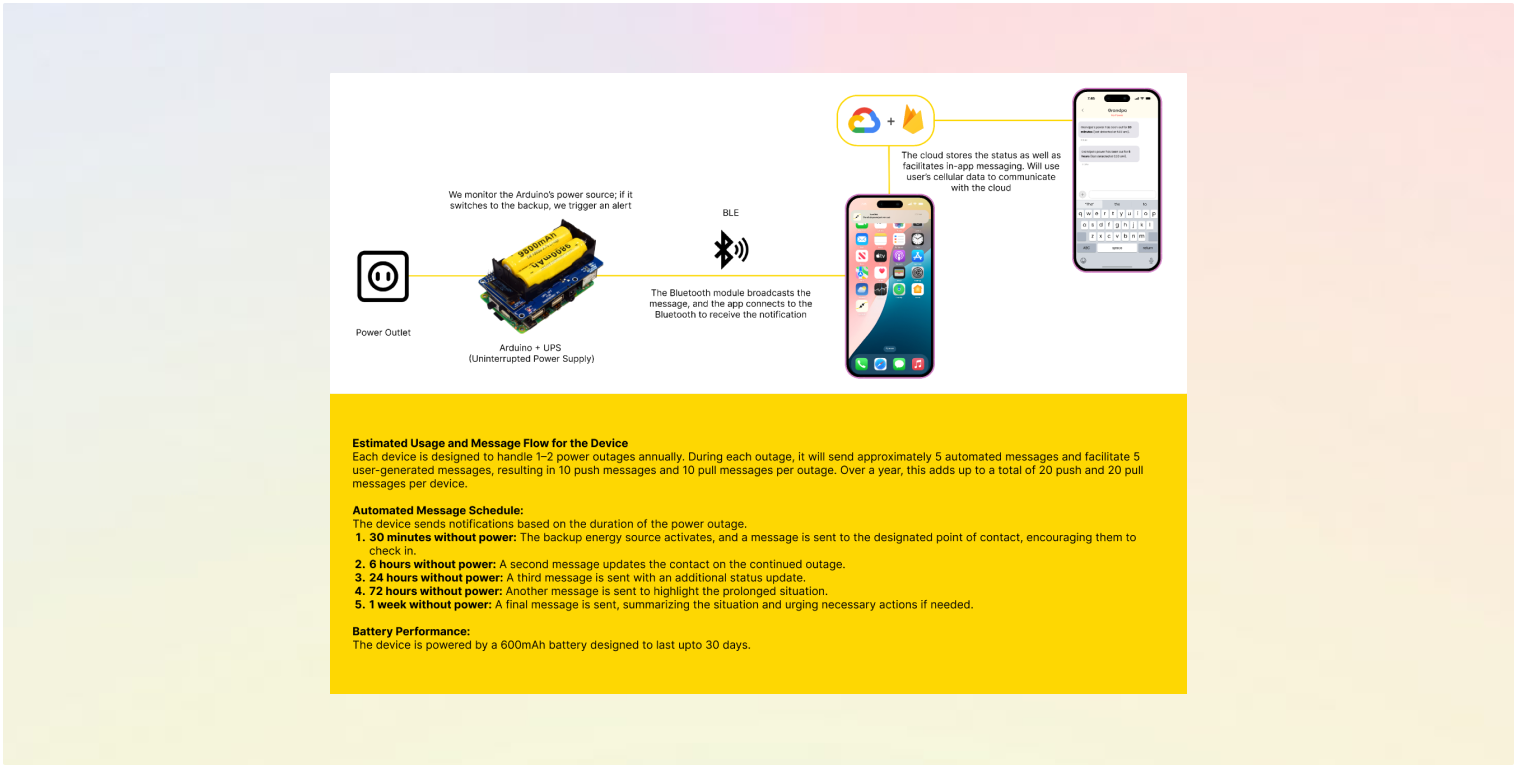 The cloud stores the status as well as
facilitates in-app messaging. Will use
user's cellular data to communicate
with the cloud
We monitor the Arduino's power source; if it
switches to the backup, we trigger an alert
BLE
9800mAh
9800mAh
The Bluetooth module broadcasts the
message, and the app connects to the
Bluetooth to receive the notification
Power Outlet
Arduino + UPS
(Uninterrupted Power Supply)
+
Grandpa
q w e r t y u i o p
a s d f g h j k l
z x c v b n m
ABC space return
Estimated Usage and Message Flow for the Device
Each device is designed to handle 1–2 power outages annually. During each outage, it will send approximately 5 automated messages and facilitate 5
user-generated messages, resulting in 10 push messages and 10 pull messages per outage. Over a year, this adds up to a total of 20 push and 20 pull
messages per device.
Automated Message Schedule:
The device sends notifications based on the duration of the power outage.
1. 30 minutes without power: The backup energy source activates, and a message is sent to the designated point of contact, encouraging them to
check in.
2. 6 hours without power: A second message updates the contact on the continued outage.
3. 24 hours without power: A third message is sent with an additional status update.
4. 72 hours without power: Another message is sent to highlight the prolonged situation.
5. 1 week without power: A final message is sent, summarizing the situation and urging necessary actions if needed.
Battery Performance:
The device is powered by a 600mAh battery designed to last upto 30 days.